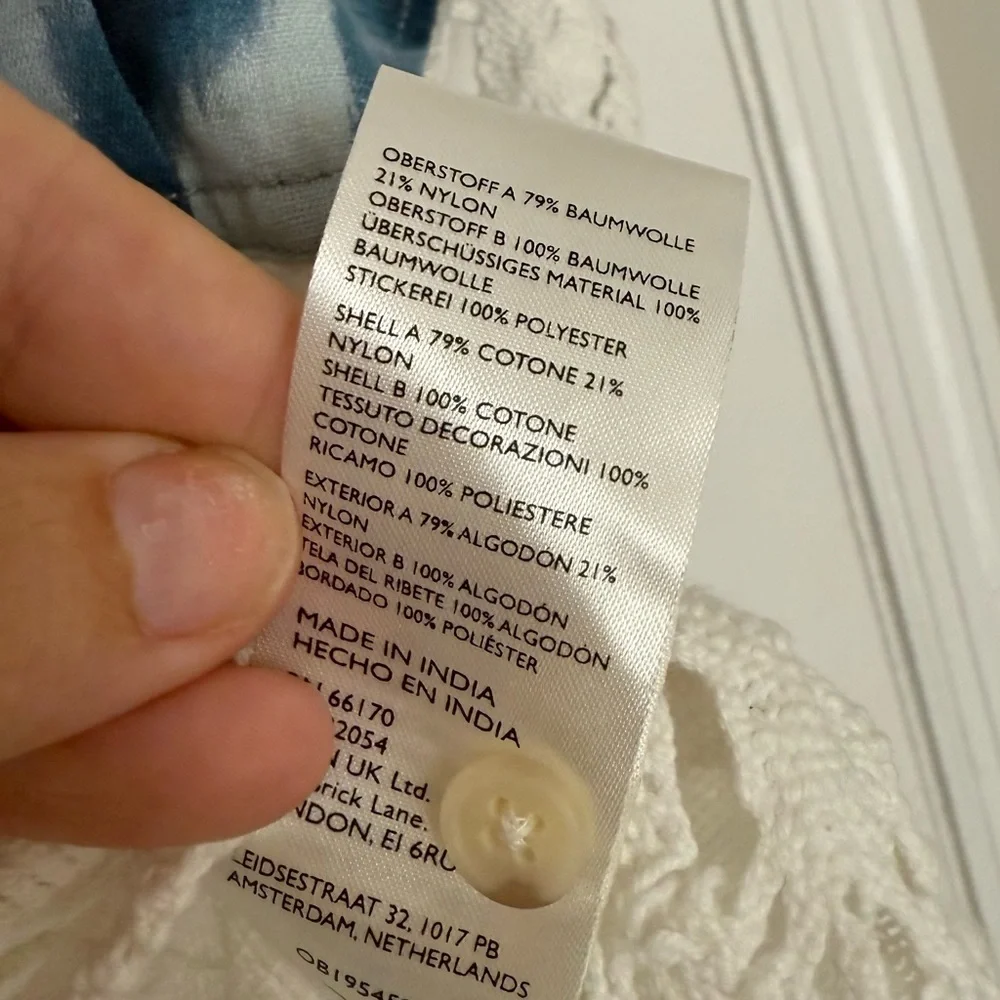 OBERSTOFF A 79% BAUMWOLLE
21% NYLON
OBERSTOFF B 100% BAUMWOLLE
ÜBERSCHÜSSIGES MATERIAL 100%
BAUMWOLLE
STICKEREI 100% POLYESTER
SHELL A 79% COTONE 21%
NYLON
SHELL B 100% COTONE
TESSUTO DECORAZIONI 100%
COTONE
RICAMO 100% POLIESTERE
EXTERIOR A 79% ALGODÓN 21%
NYLON
EXTERIOR B 100% ALGODÓN
TELA DEL RIBETE 100% ALGODÓN
BORDADO 100% POLIÉSTER
MADE IN INDIA
HECHO EN INDIA
66170
2054
UK Ltd.
Lane.
E1 6RU
LEIDSESTRAAT 32, 1017 PB
AMSTERDAM, NETHERLANDS